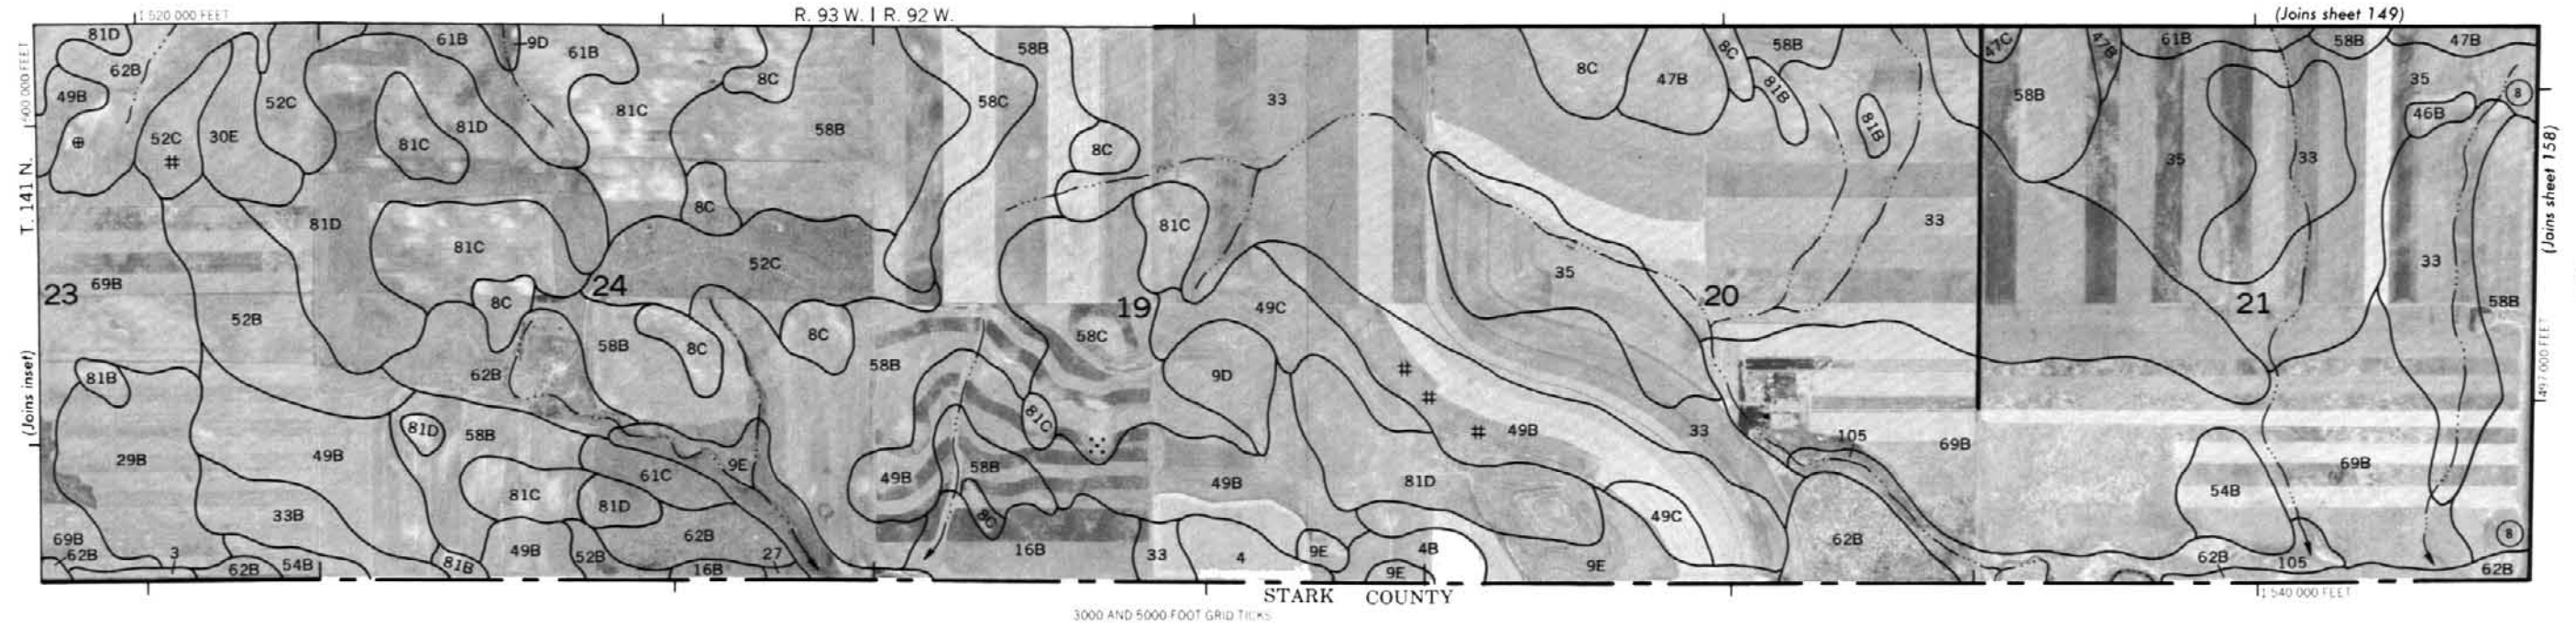 1 520 000 FEET
R. 93 W. | R. 92 W.
(Joins sheet 149)
81D
61B
9D
61B
58B
8C
58B
47C
47B
61B
58B
47B
62B
8C
8C
47B
81B
35
49B
52C
81C
58C
33
58B
8
46B
52C
30E
81C
81D
58B
8C
81B
35
33
T. 141 N.
(Joins sheet 158)
81D
81C
8C
52C
81C
35
33
33
23
69B
24
8C
19
49C
20
21
58B
52B
58B
8C
8C
58B
58C
62B
9D
497 000 FEET
(Joins inset)
81B
81C
81D
58B
49B
33
105
69B
29B
49B
9E
61C
49B
58B
49B
81D
69B
81C
81D
54B
33B
8C
49C
69B
62B
3
62B
54B
81B
49B
52B
62B
16B
27
16B
33
4
9E
4B
9E
9E
62B
62B
105
8
62B
STARK COUNTY
1 540 000 FEET
3000 AND 5000-FOOT GRID TICKS